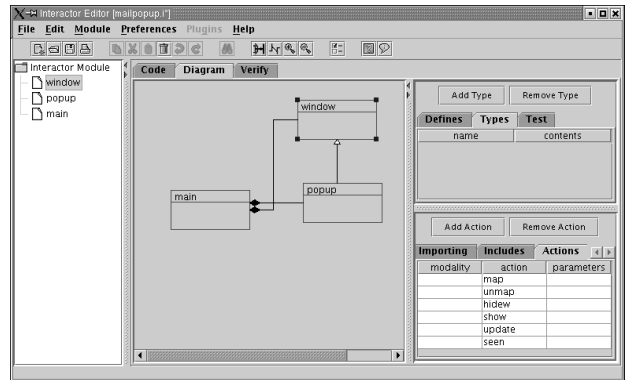 Interactor Editor [mailpopup.i*]
File Edit Module Preferences Plugins Help
Interactor Module
window
popup
main
Code Diagram Verify
window
main
popup
Add Type Remove Type
Defines Types Test
name contents
Add Action Remove Action
Importing Includes Actions
modality action parameters
map
unmap
hidew
show
update
seen